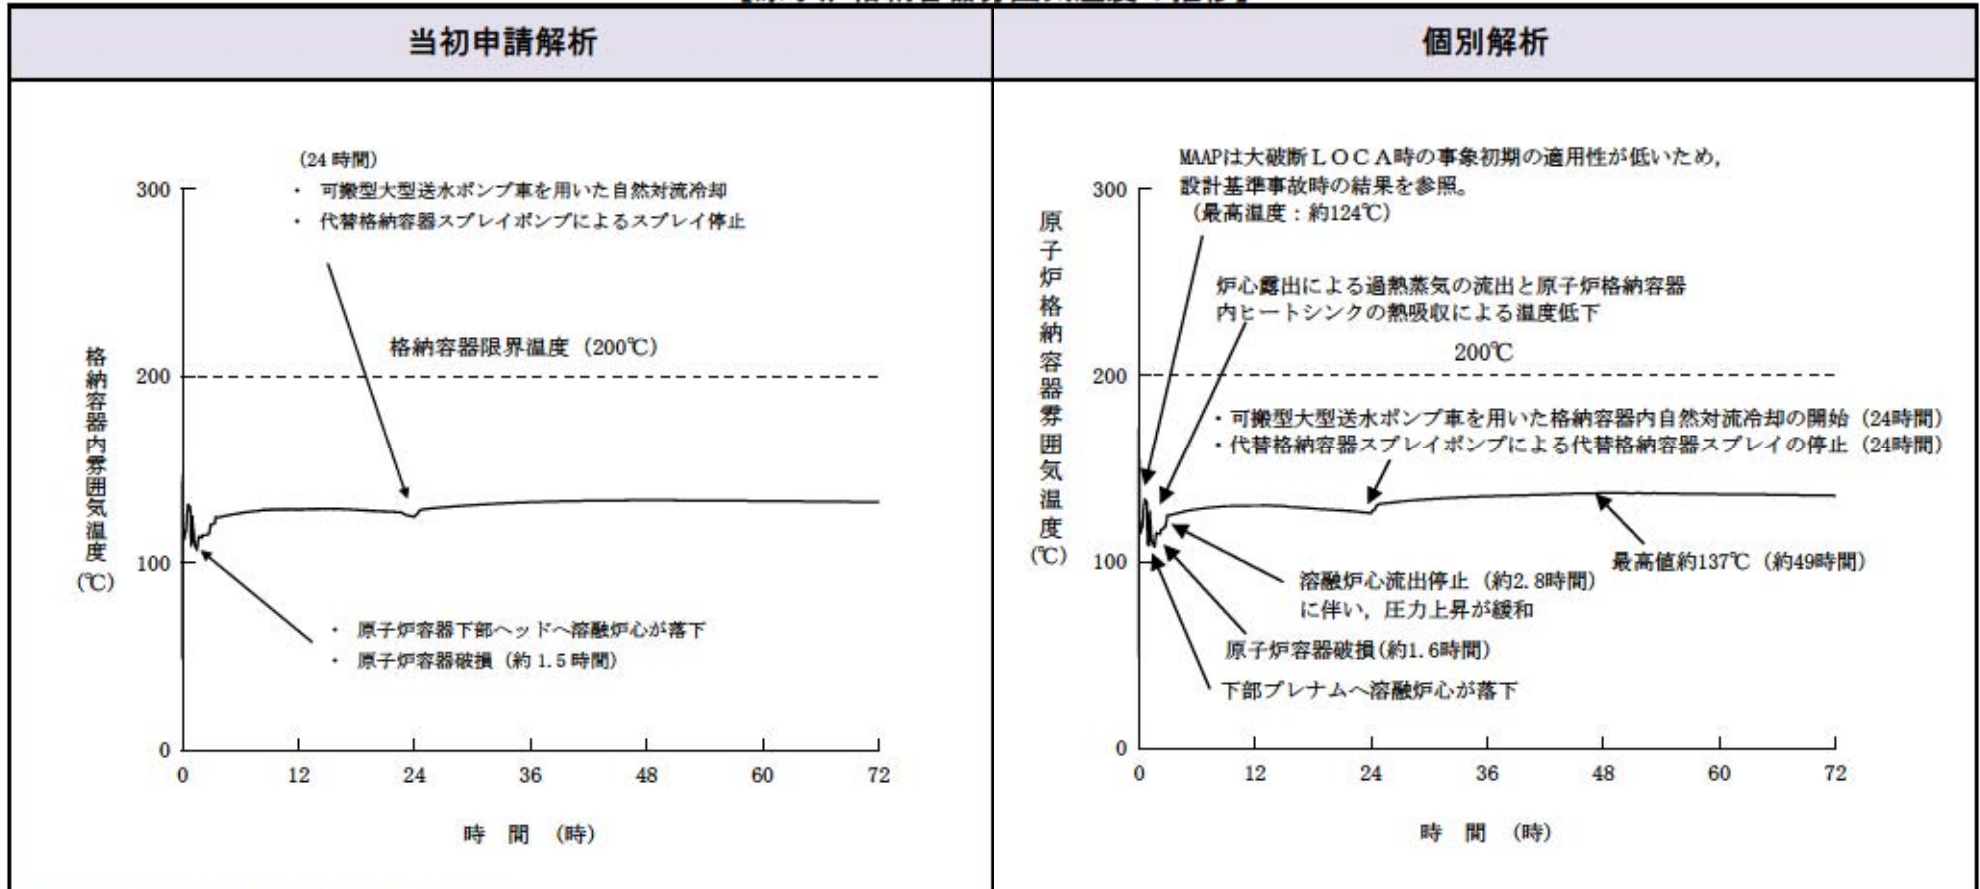 当初申請解析
個別解析
(24 時間)
・ 可搬型大型送水ポンプ車を用いた自然対流冷却
・ 代替格納容器スプレイポンプによるスプレイ停止
格納容器限界温度 (200℃)
格納容器内雰囲気温度
(℃)
300
200
100
0
・ 原子炉容器下部ヘッドへ溶融炉心が落下
・ 原子炉容器破損 (約 1.5 時間)
0 12 24 36 48 60 72
時 間 (時)
MAAPは大破断LOCA時の事象初期の適用性が低いため,
設計基準事故時の結果を参照。
(最高温度:約124℃)
炉心露出による過熱蒸気の流出と原子炉格納容器
内ヒートシンクの熱吸収による温度低下
200℃
・可搬型大型送水ポンプ車を用いた格納容器内自然対流冷却の開始 (24時間)
・代替格納容器スプレイポンプによる代替格納容器スプレイの停止 (24時間)
原子炉格納容器雰囲気温度
(℃)
300
200
100
0
最高値約137℃ (約49時間)
溶融炉心流出停止 (約2.8時間)
に伴い, 圧力上昇が緩和
原子炉容器破損(約1.6時間)
下部プレナムへ溶融炉心が落下
0 12 24 36 48 60 72
時 間 (時)